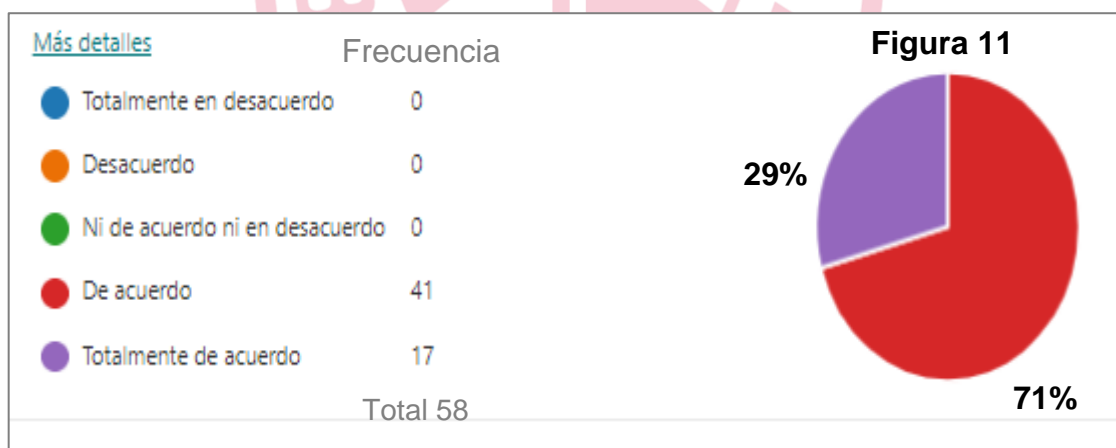 Más detalles
Frecuencia
Figura 11
Totalmente en desacuerdo 0
Desacuerdo 0
Ni de acuerdo ni en desacuerdo 0
De acuerdo 41
Totalmente de acuerdo 17
Total 58
29%
71%